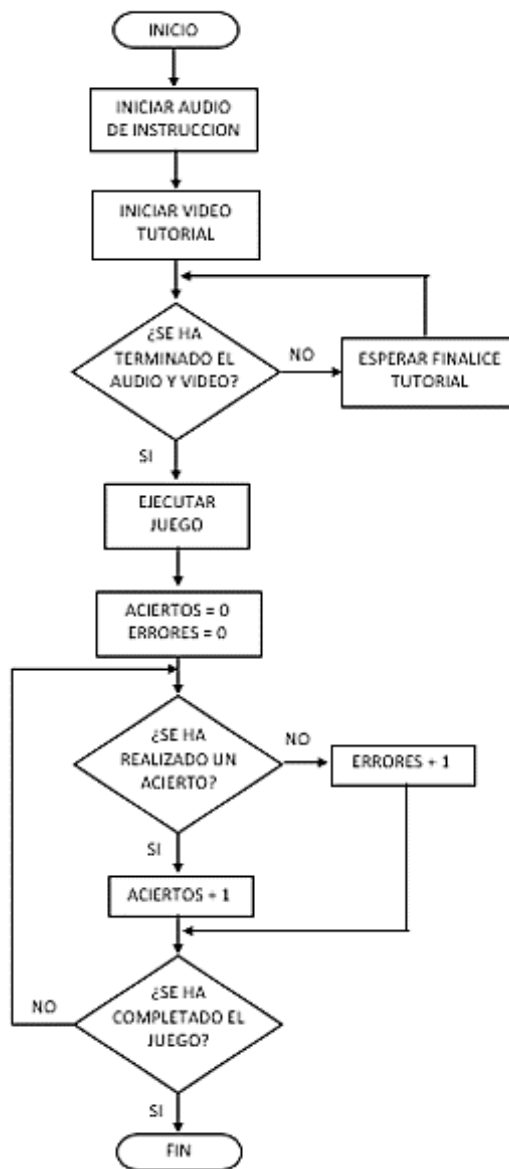 INICIO
INICIAR AUDIO
DE INSTRUCCION
INICIAR VIDEO
TUTORIAL
¿SE HA
TERMINADO EL
AUDIO Y VIDEO?
NO
ESPERAR FINALICE
TUTORIAL
SI
EJECUTAR
JUEGO
ACIERTOS = 0
ERRORES = 0
¿SE HA
REALIZADO UN
ACIERTO?
NO
ERRORES + 1
SI
ACIERTOS + 1
¿SE HA
COMPLETADO EL
JUEGO?
NO
SI
FIN